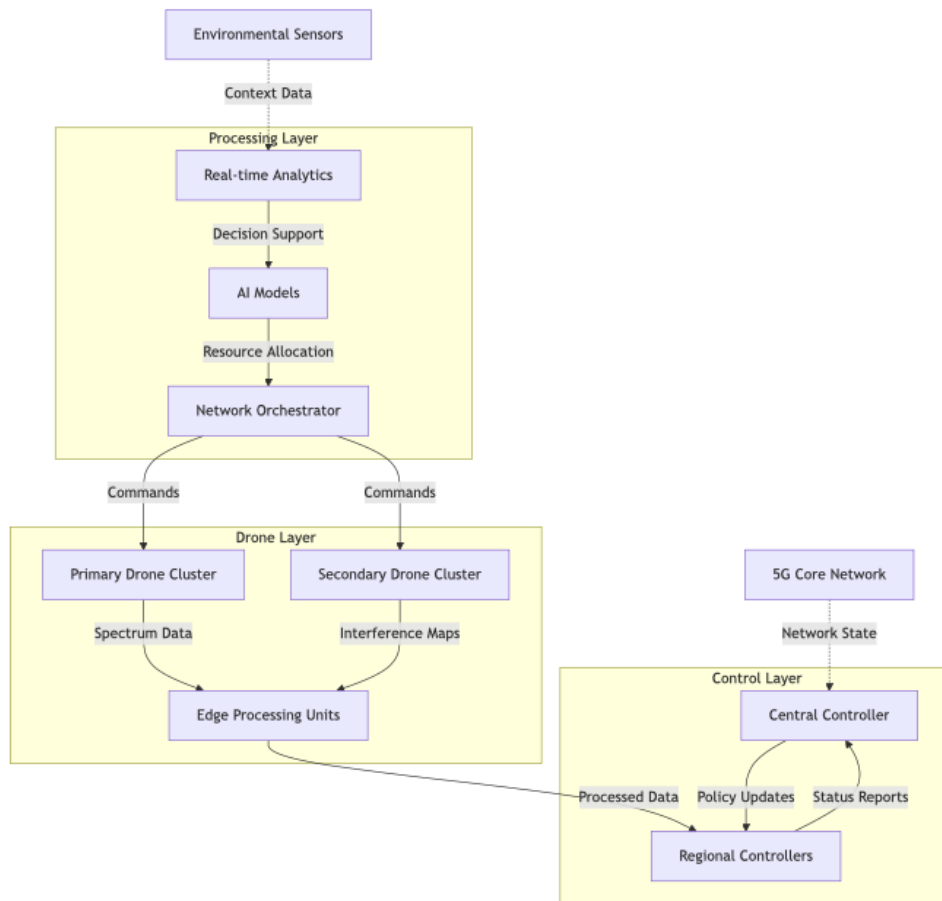 Environmental Sensors
Context Data
Processing Layer
Real-time Analytics
Decision Support
AI Models
Resource Allocation
Network Orchestrator
Commands
Commands
Drone Layer
Primary Drone Cluster
Secondary Drone Cluster
5G Core Network
Spectrum Data
Interference Maps
Network State
Control Layer
Edge Processing Units
Central Controller
Processed Data
Policy Updates
Status Reports
Regional Controllers